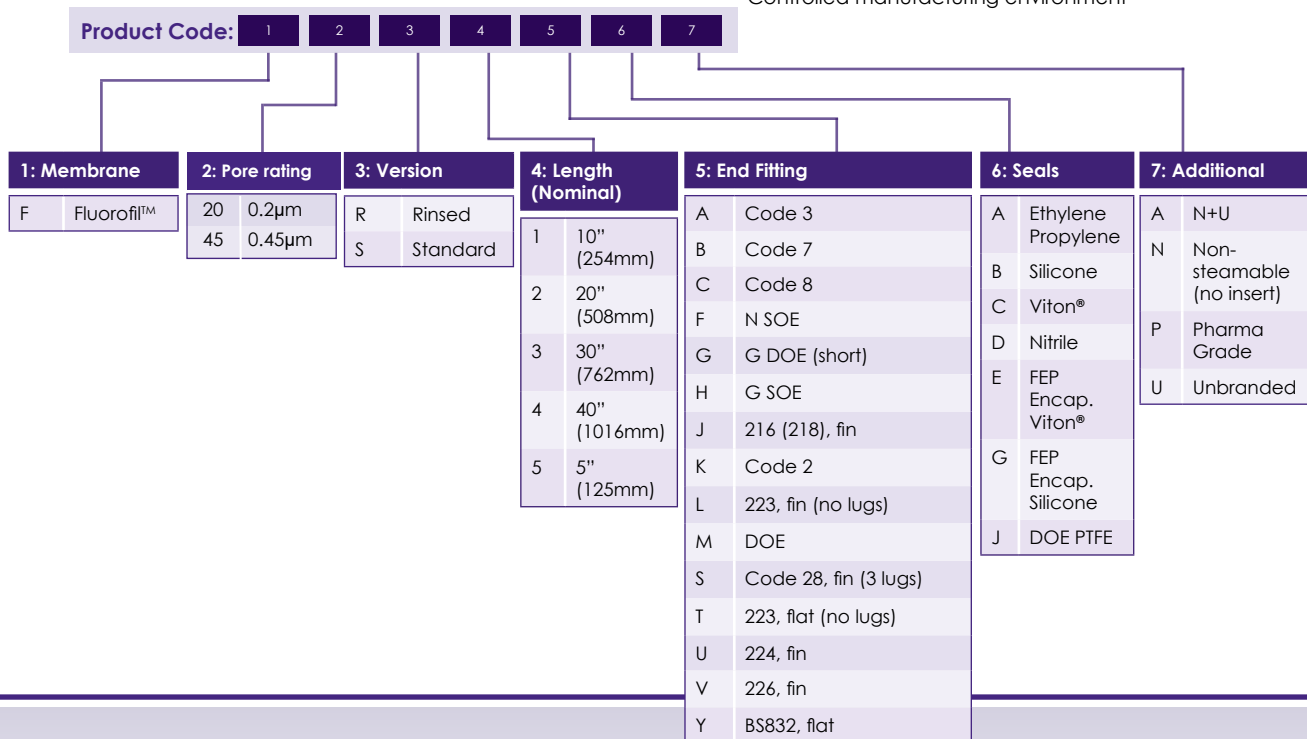 Controlled manufacturing environment
Product Code: 1 2 3 4 5 6 7
1: Membrane
F Fluorofil™
2: Pore rating
20 0.2µm
45 0.45µm
3: Version
R Rinsed
S Standard
4: Length
(Nominal)
1 10”
(254mm)
2 20”
(508mm)
3 30”
(762mm)
4 40”
(1016mm)
5 5”
(125mm)
5: End Fitting
A Code 3
B Code 7
C Code 8
F N SOE
G G DOE (short)
H G SOE
J 216 (218), fin
K Code 2
L 223, fin (no lugs)
M DOE
S Code 28, fin (3 lugs)
T 223, flat (no lugs)
U 224, fin
V 226, fin
Y BS832, flat
6: Seals
A Ethylene
Propylene
B Silicone
C Viton®
D Nitrile
E FEP
Encap.
Viton®
G FEP
Encap.
Silicone
J DOE PTFE
7: Additional
A N+U
N Non-
steamable
(no insert)
P Pharma
Grade
U Unbranded